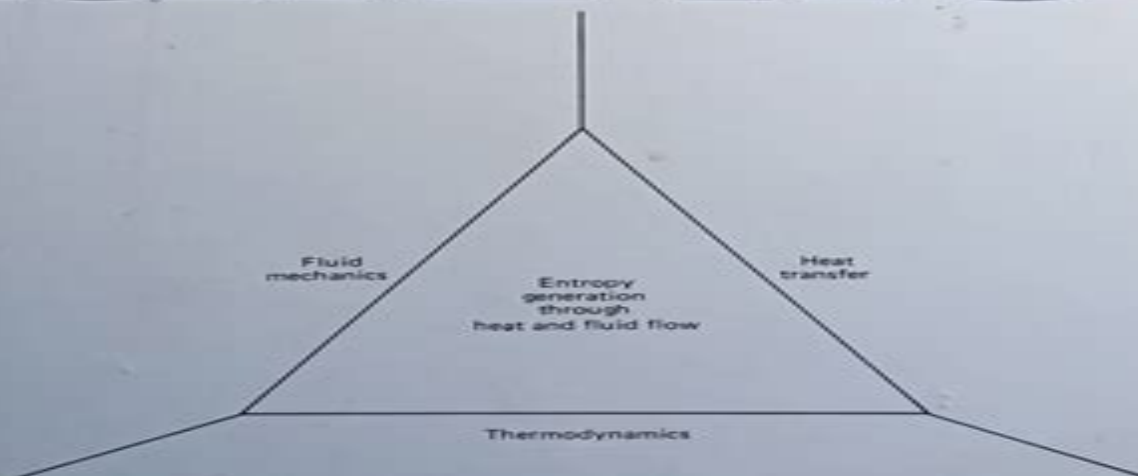 Fluid
mechanics
Heat
transfer
Entropy
generation
through
heat and fluid flow
Thermodynamics